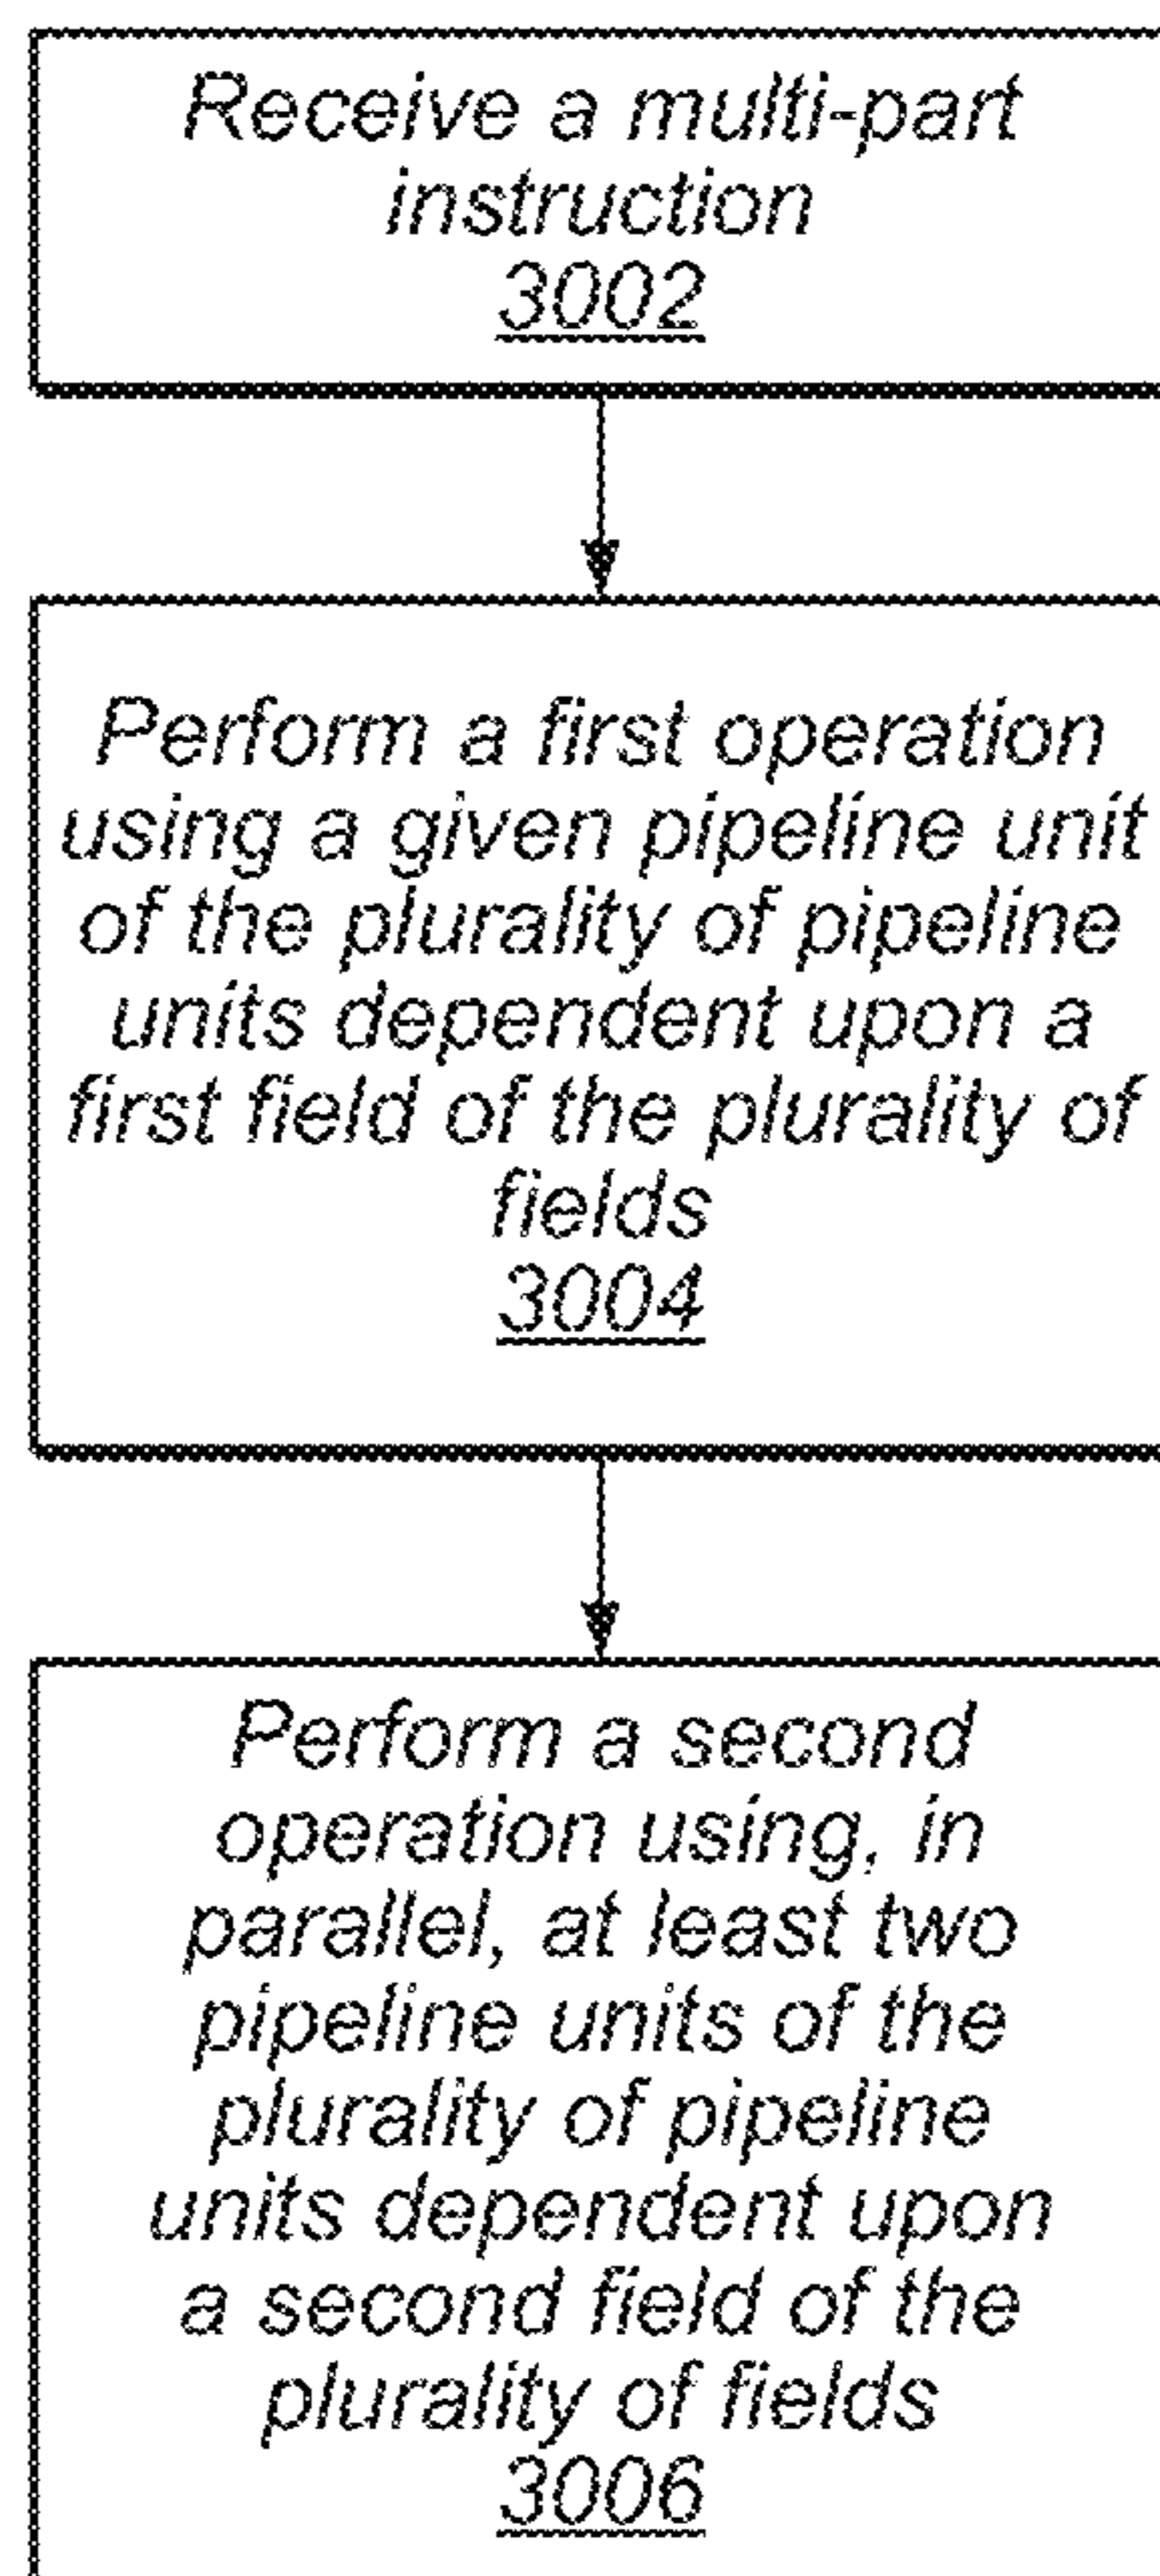 Receive a multi-part
instruction
3002
Perform a first operation
using a given pipeline unit
of the plurality of pipeline
units dependent upon a
first field of the plurality of
fields
3004
Perform a second
operation using, in
parallel, at least two
pipeline units of the
plurality of pipeline
units dependent upon
a second field of the
plurality of fields
3006